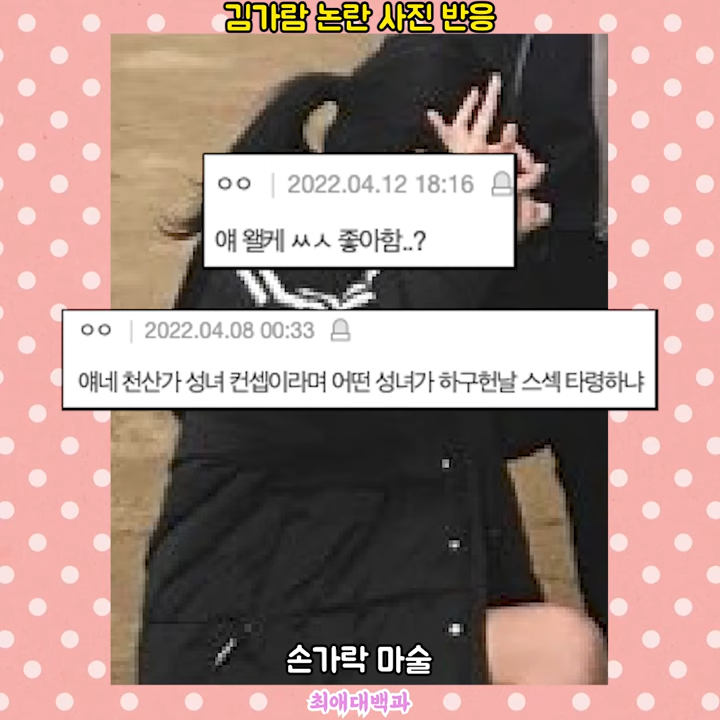 김가람 논란 사진 반응
ㅇㅇ | 2022.04.12 18:16
얘 왤케 ㅆㅅ 좋아함..?
ㅇㅇ | 2022.04.08 00:33
얘네 천산가 성녀 컨셉이라며 어떤 성녀가 하구헌날 스섹 타령하냐
손가락 마술
최애대백과